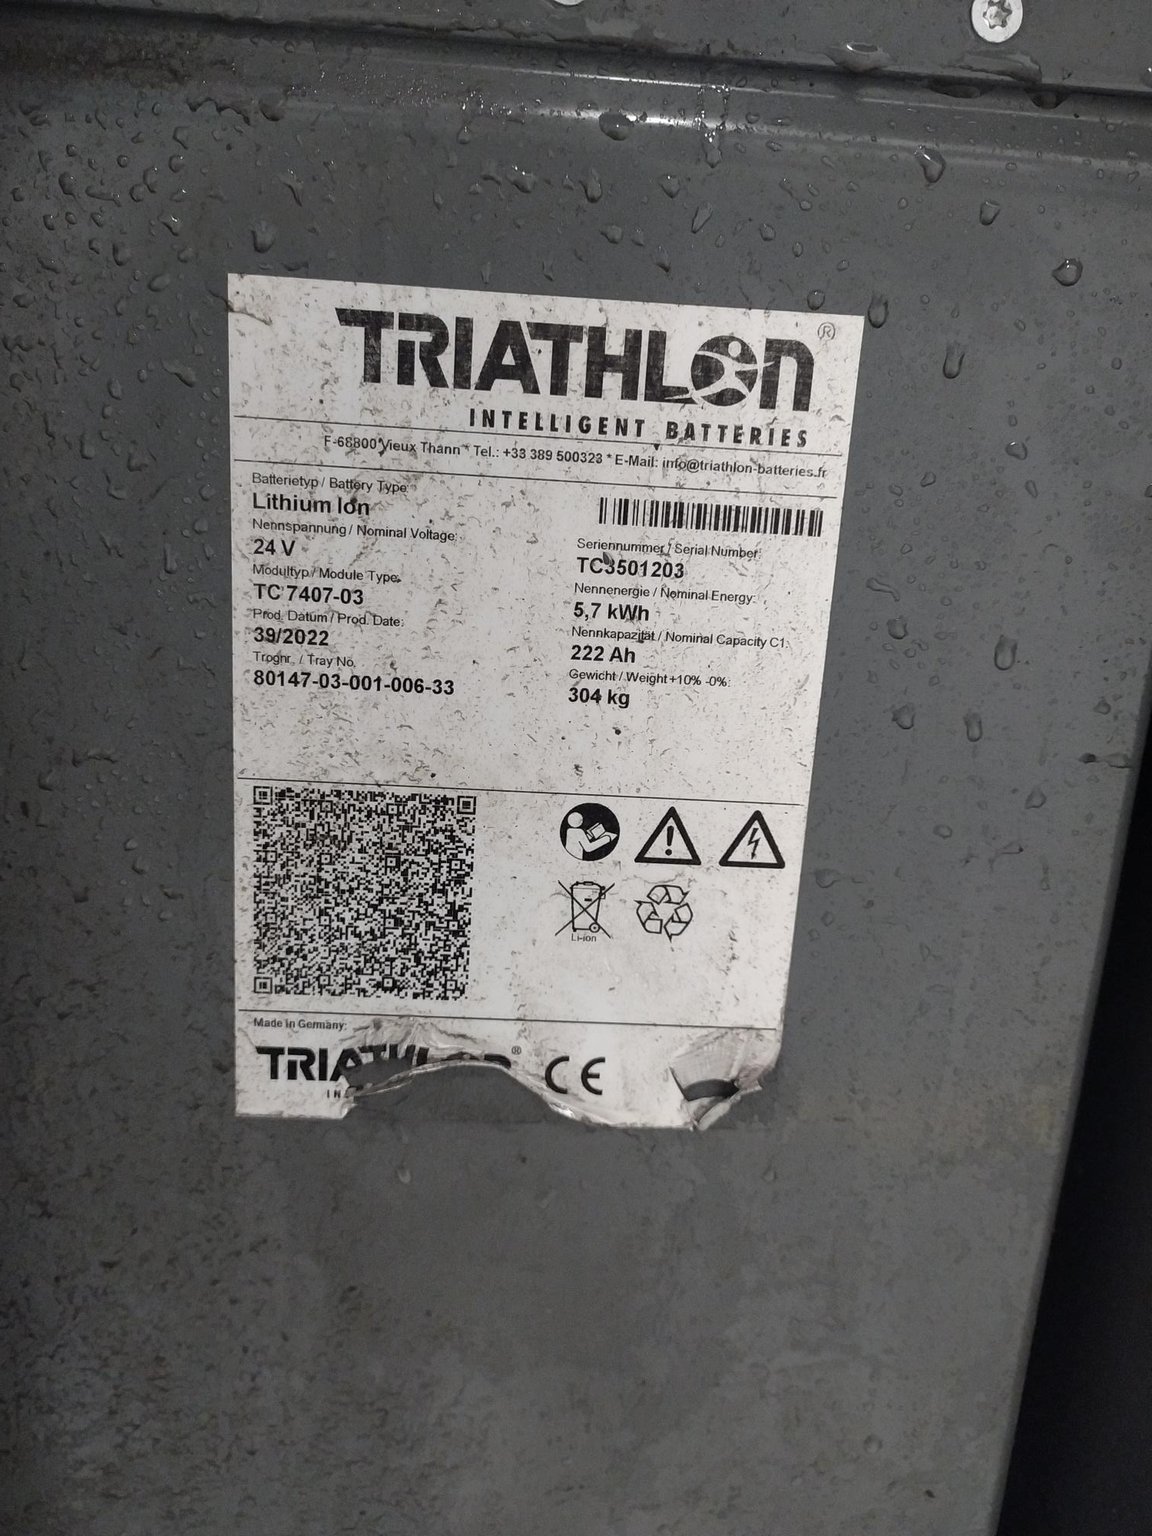 TRIATHLON®
INTELLIGENT BATTERIES
F-68800 Vieux Thann * Tel.: +33 389 500323 * E-Mail: info@triathlon-batteries.fr
Batterietyp / Battery Type
Lithium Ion
Nennspannung / Nominal Voltage:
24 V
Modultyp / Module Type:
TC 7407-03
Prod. Datum / Prod. Date:
39/2022
Trognr. / Tray No.
80147-03-001-006-33
Seriennummer / Serial Number:
TC3501203
Nennenergie / Nominal Energy:
5,7 kWh
Nennkapazität / Nominal Capacity C1:
222 Ah
Gewicht / Weight +10% -0%:
304 kg
Li-ion
Made in Germany:
CE